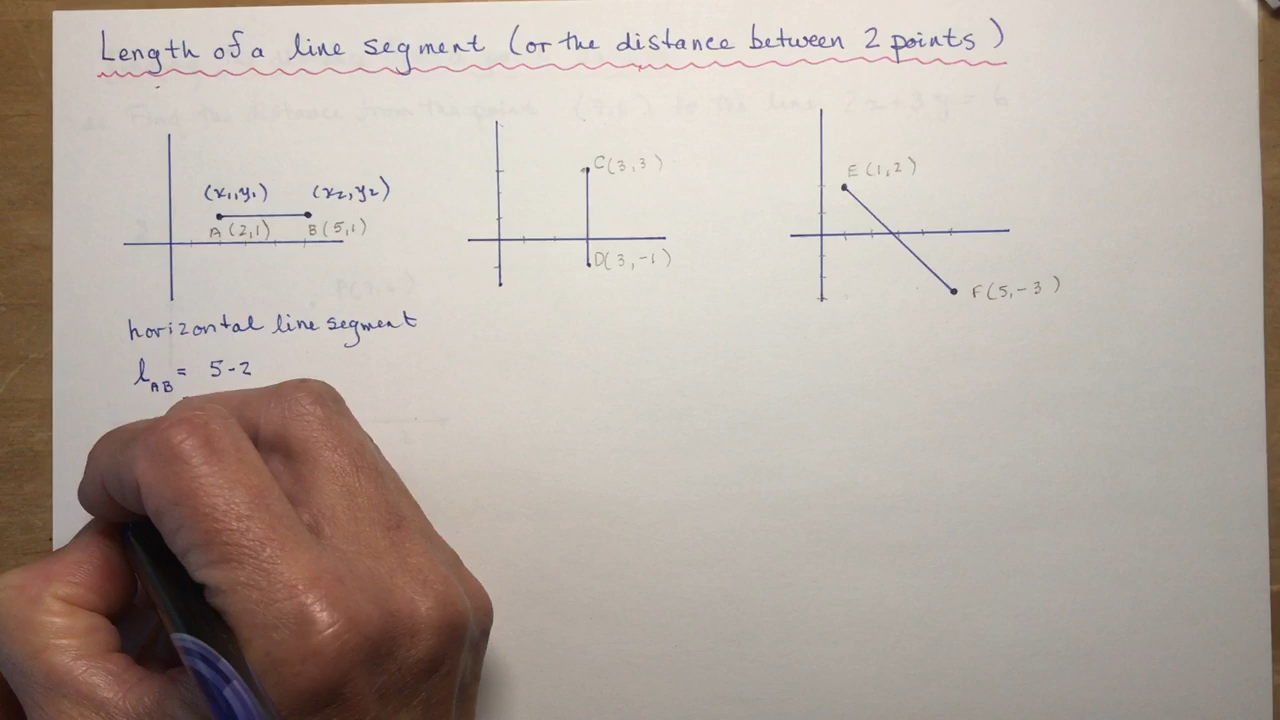 Length of a line segment (or the distance between 2 points)
(x₁,y₁) (x₂,y₂)
A(2,1) B(5,1)
C(3,3)
D(3,-1)
E(1,2)
F(5,-3)
horizontal line segment
l_AB = 5-2